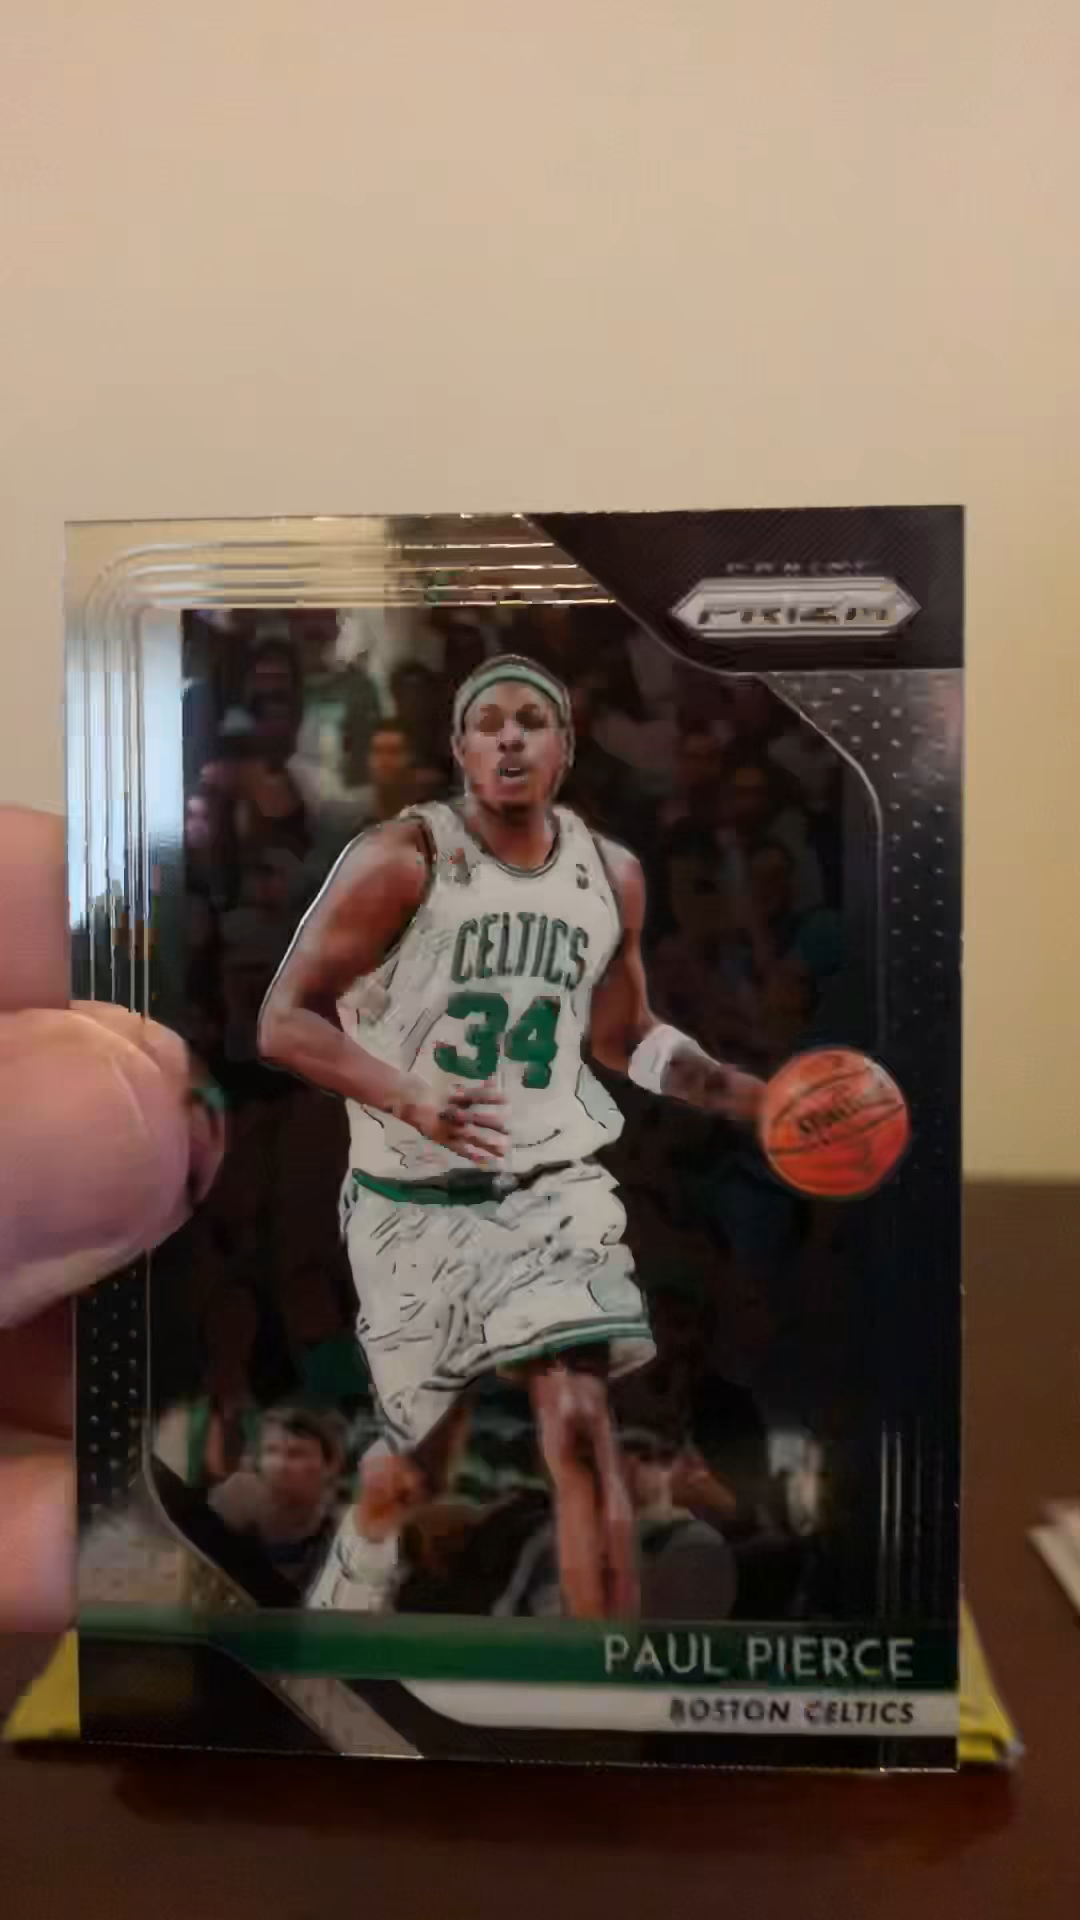 PRIZM
CELTICS
34
PAUL PIERCE
BOSTON CELTICS